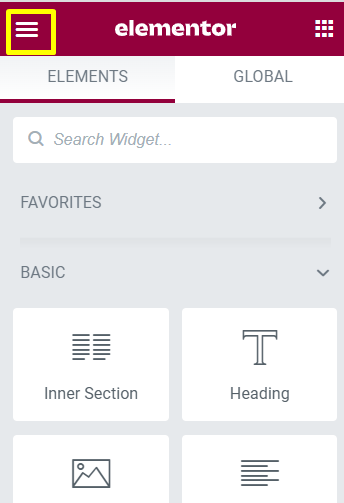 elementor
ELEMENTS GLOBAL
Search Widget...
FAVORITES
BASIC
Inner Section Heading